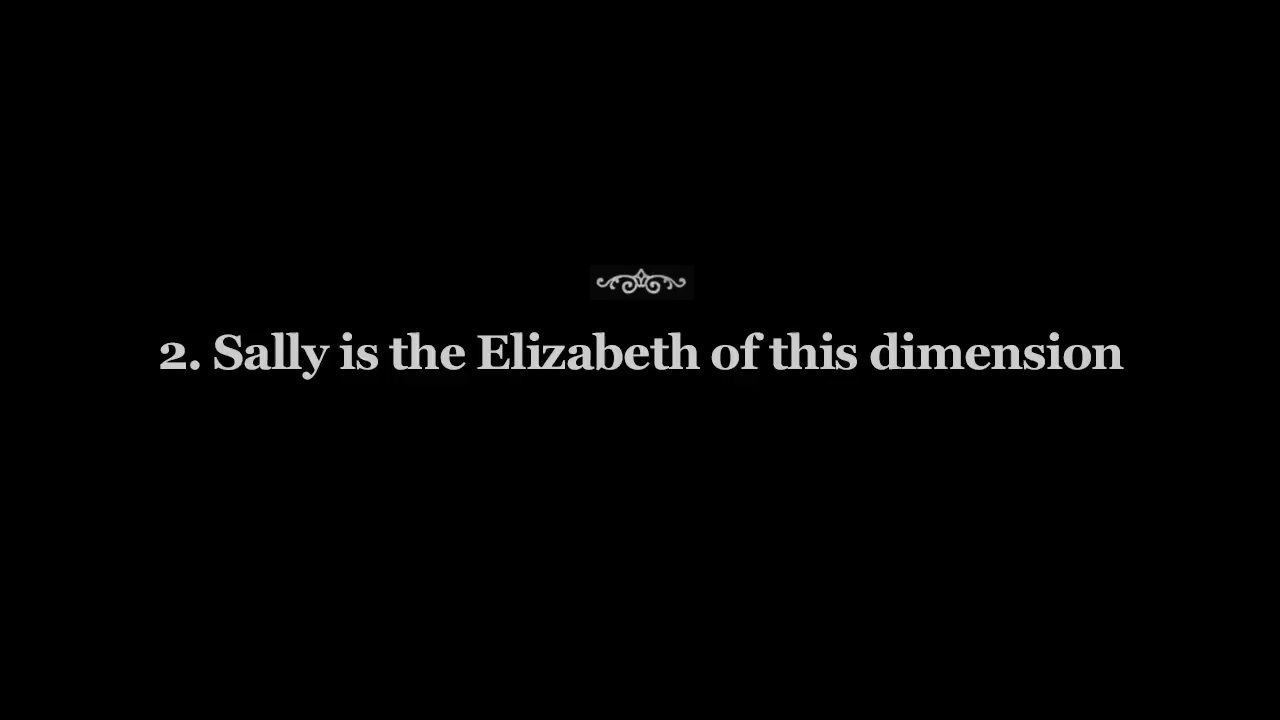 2. Sally is the Elizabeth of this dimension